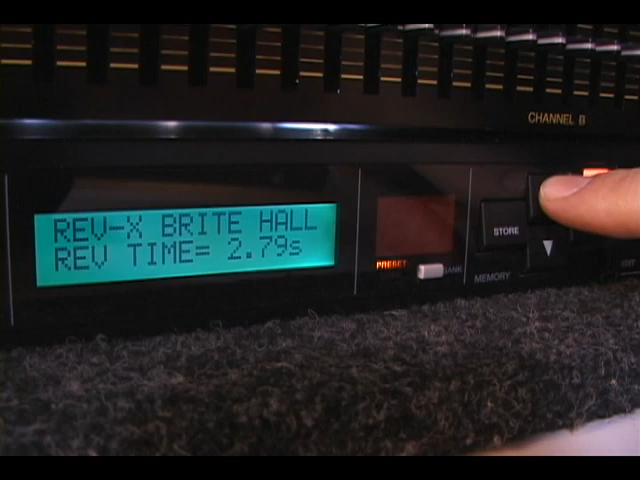 CHANNEL B
REV-X BRITE HALL
REV TIME= 2.79s
STORE
PRESET
BANK
MEMORY
▼